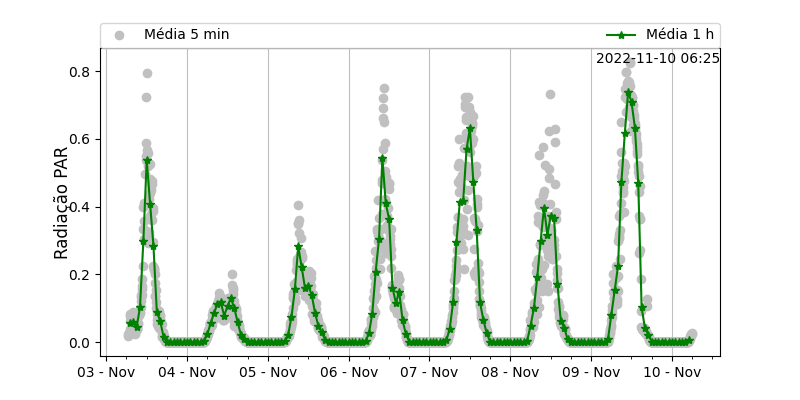 Média 5 min
Média 1 h
2022-11-10 06:25
Radiação PAR
0.8
0.6
0.4
0.2
0.0
03 - Nov
04 - Nov
05 - Nov
06 - Nov
07 - Nov
08 - Nov
09 - Nov
10 - Nov